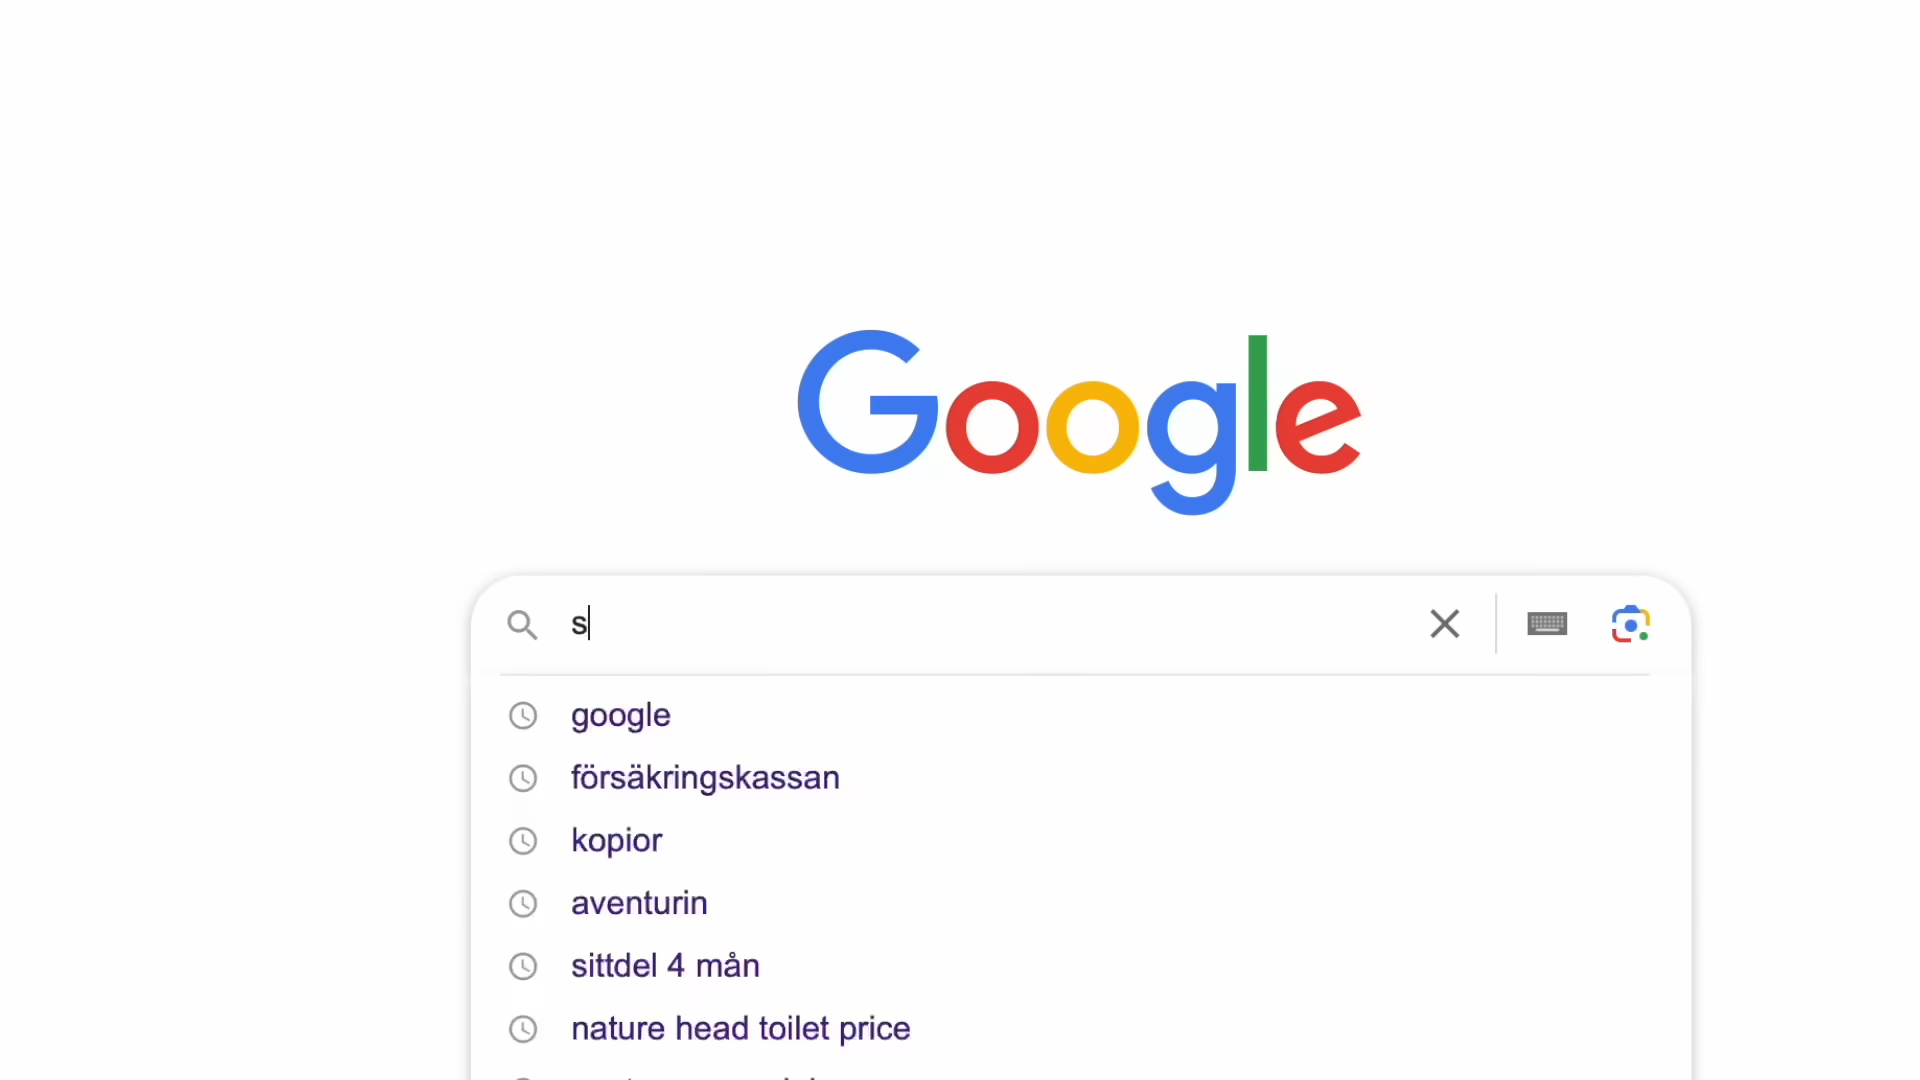 Google
s
google
försäkringskassan
kopior
aventurin
sittdel 4 mån
nature head toilet price